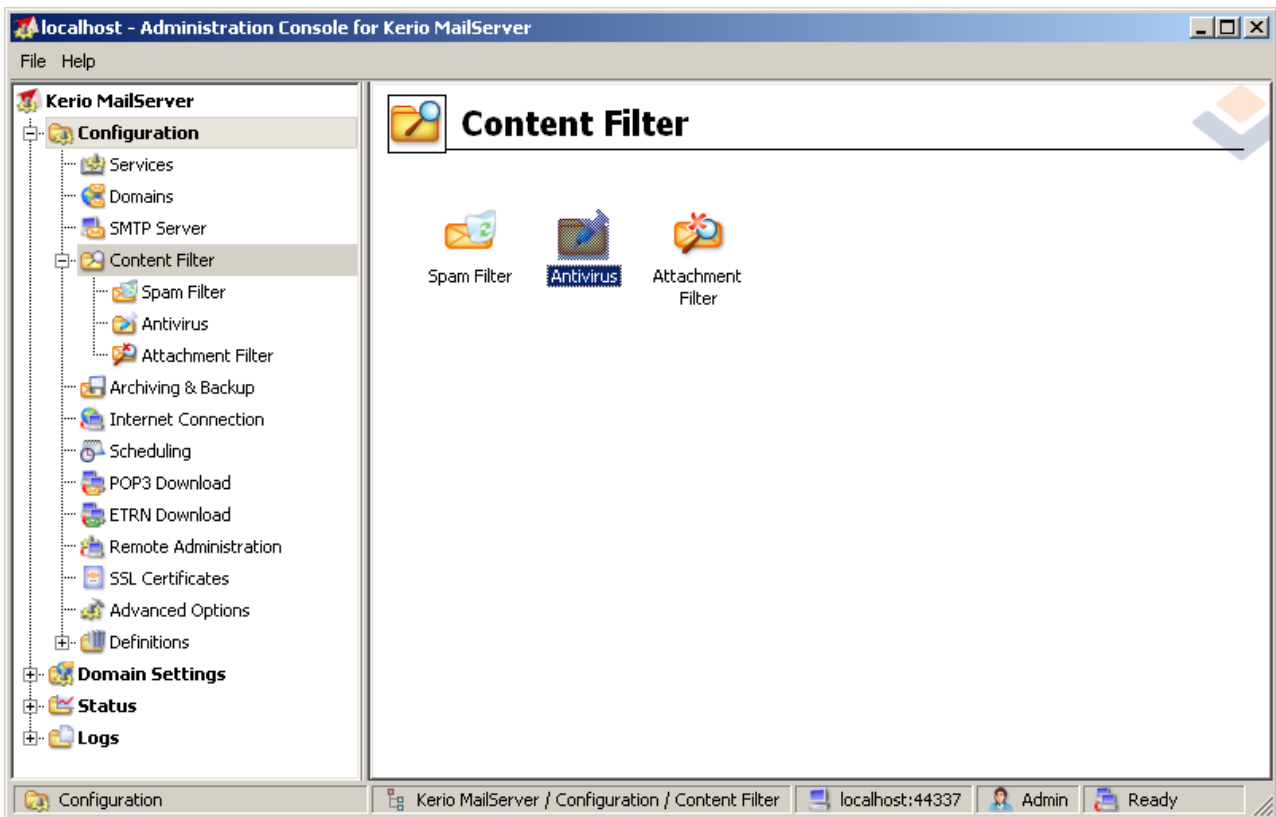 localhost - Administration Console for Kerio MailServer
File Help
Kerio MailServer
Configuration
Services
Domains
SMTP Server
Content Filter
Spam Filter
Antivirus
Attachment Filter
Archiving & Backup
Internet Connection
Scheduling
POP3 Download
ETRN Download
Remote Administration
SSL Certificates
Advanced Options
Definitions
Domain Settings
Status
Logs
Content Filter
Spam Filter
Antivirus
Attachment
Filter
Configuration
Kerio MailServer / Configuration / Content Filter
localhost:44337
Admin
Ready